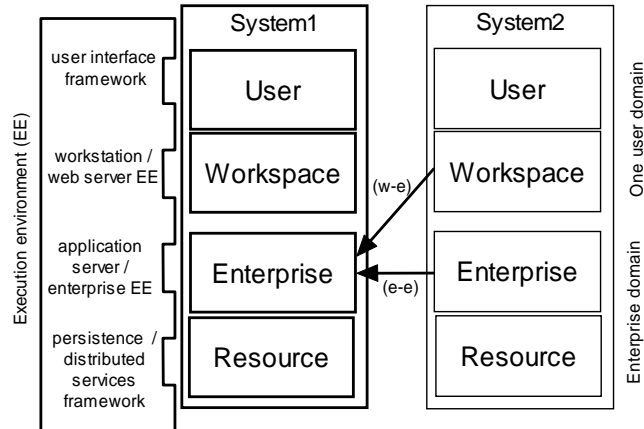 System1
System2
user interface
framework
User
User
workstation /
web server EE
Workspace
Workspace
(w-e)
application
server /
enterprise EE
Enterprise
Enterprise
(e-e)
persistence /
distributed
services
framework
Resource
Resource
Execution environment (EE)
One user domain
Enterprise domain